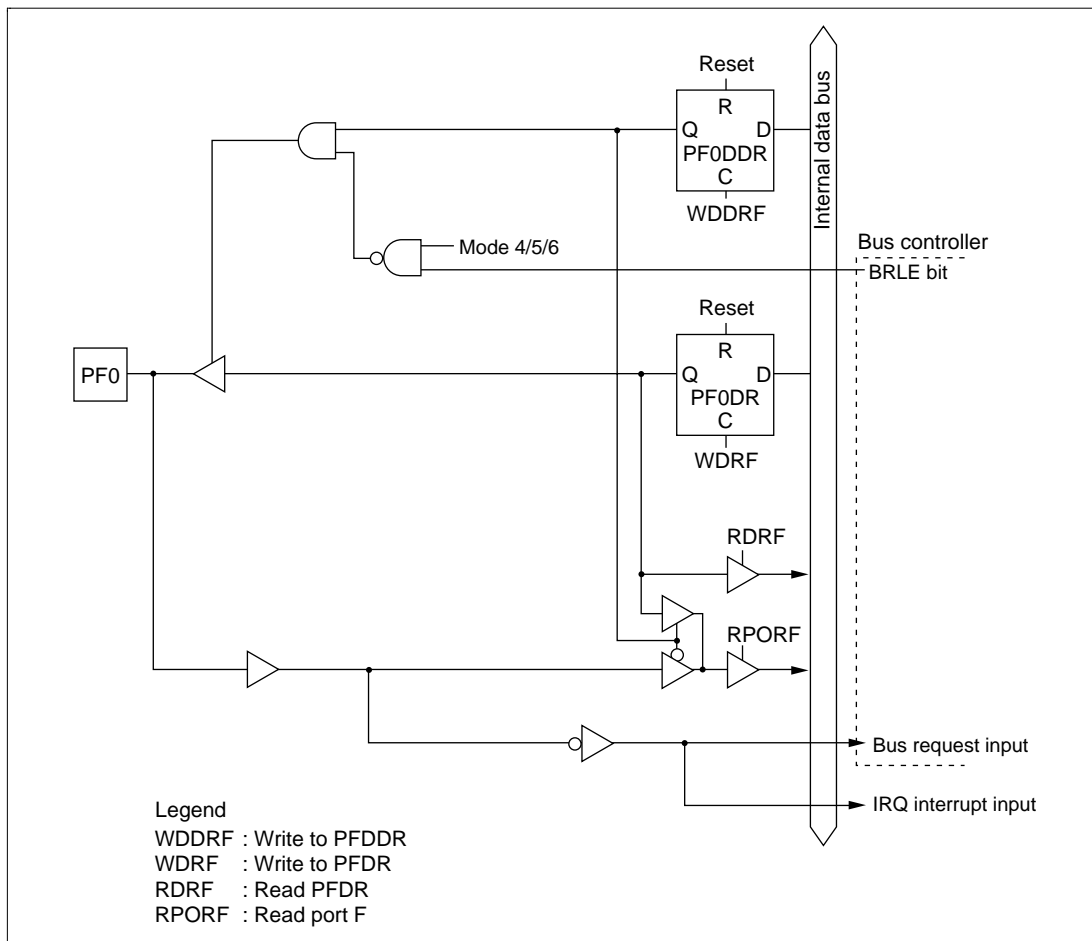 Reset
R
Q D
PF0DDR
C
WDDRF
Internal data bus
Mode 4/5/6
Bus controller
BRLE bit
Reset
R
Q D
PF0DR
C
WDRF
PF0
RDRF
RPORF
Bus request input
IRQ interrupt input
Legend
WDDRF : Write to PFDDR
WDRF : Write to PFDR
RDRF : Read PFDR
RPORF : Read port F